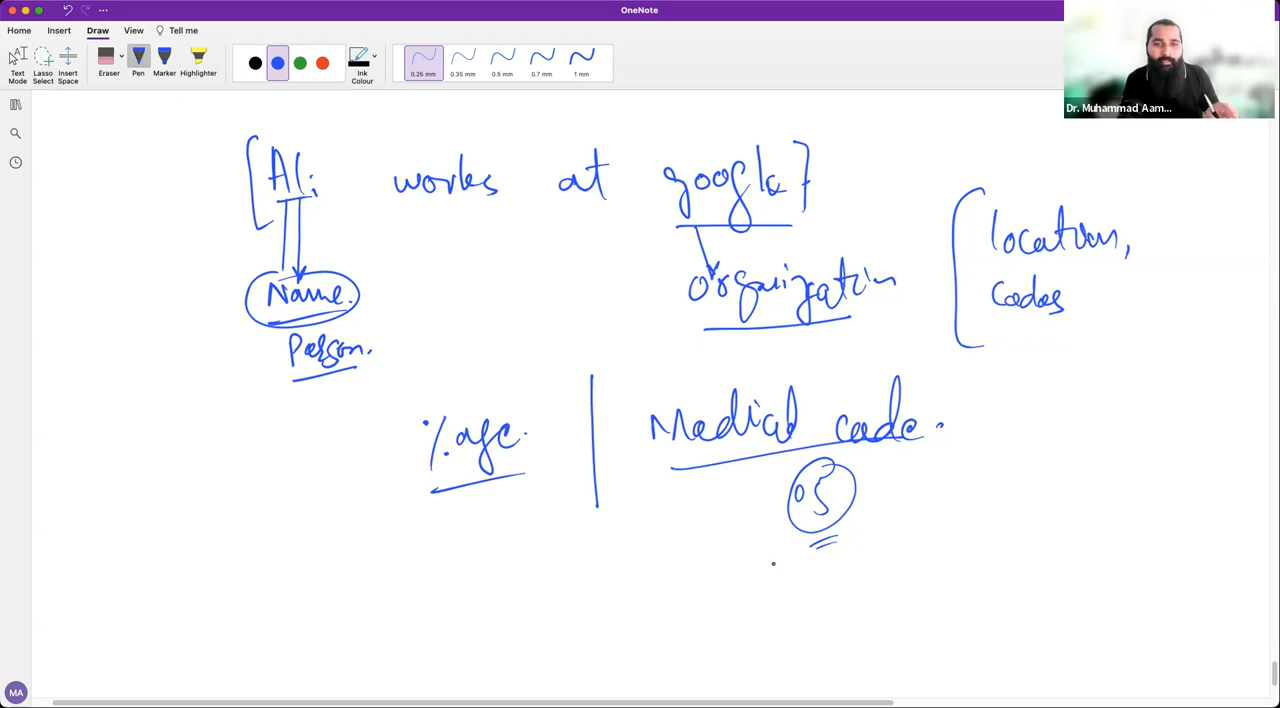 OneNote
Home Insert Draw View Tell me
Text Mode
Lasso Select
Insert Space
Eraser
Pen
Marker
Highlighter
Ink Colour
0.25 mm
0.35 mm
0.5 mm
0.7 mm
1 mm
Dr. Muhammad Aam...
[Ali works at google}
Name.
Person.
organization
location,
codes
%age.
Medical code.
05
MA